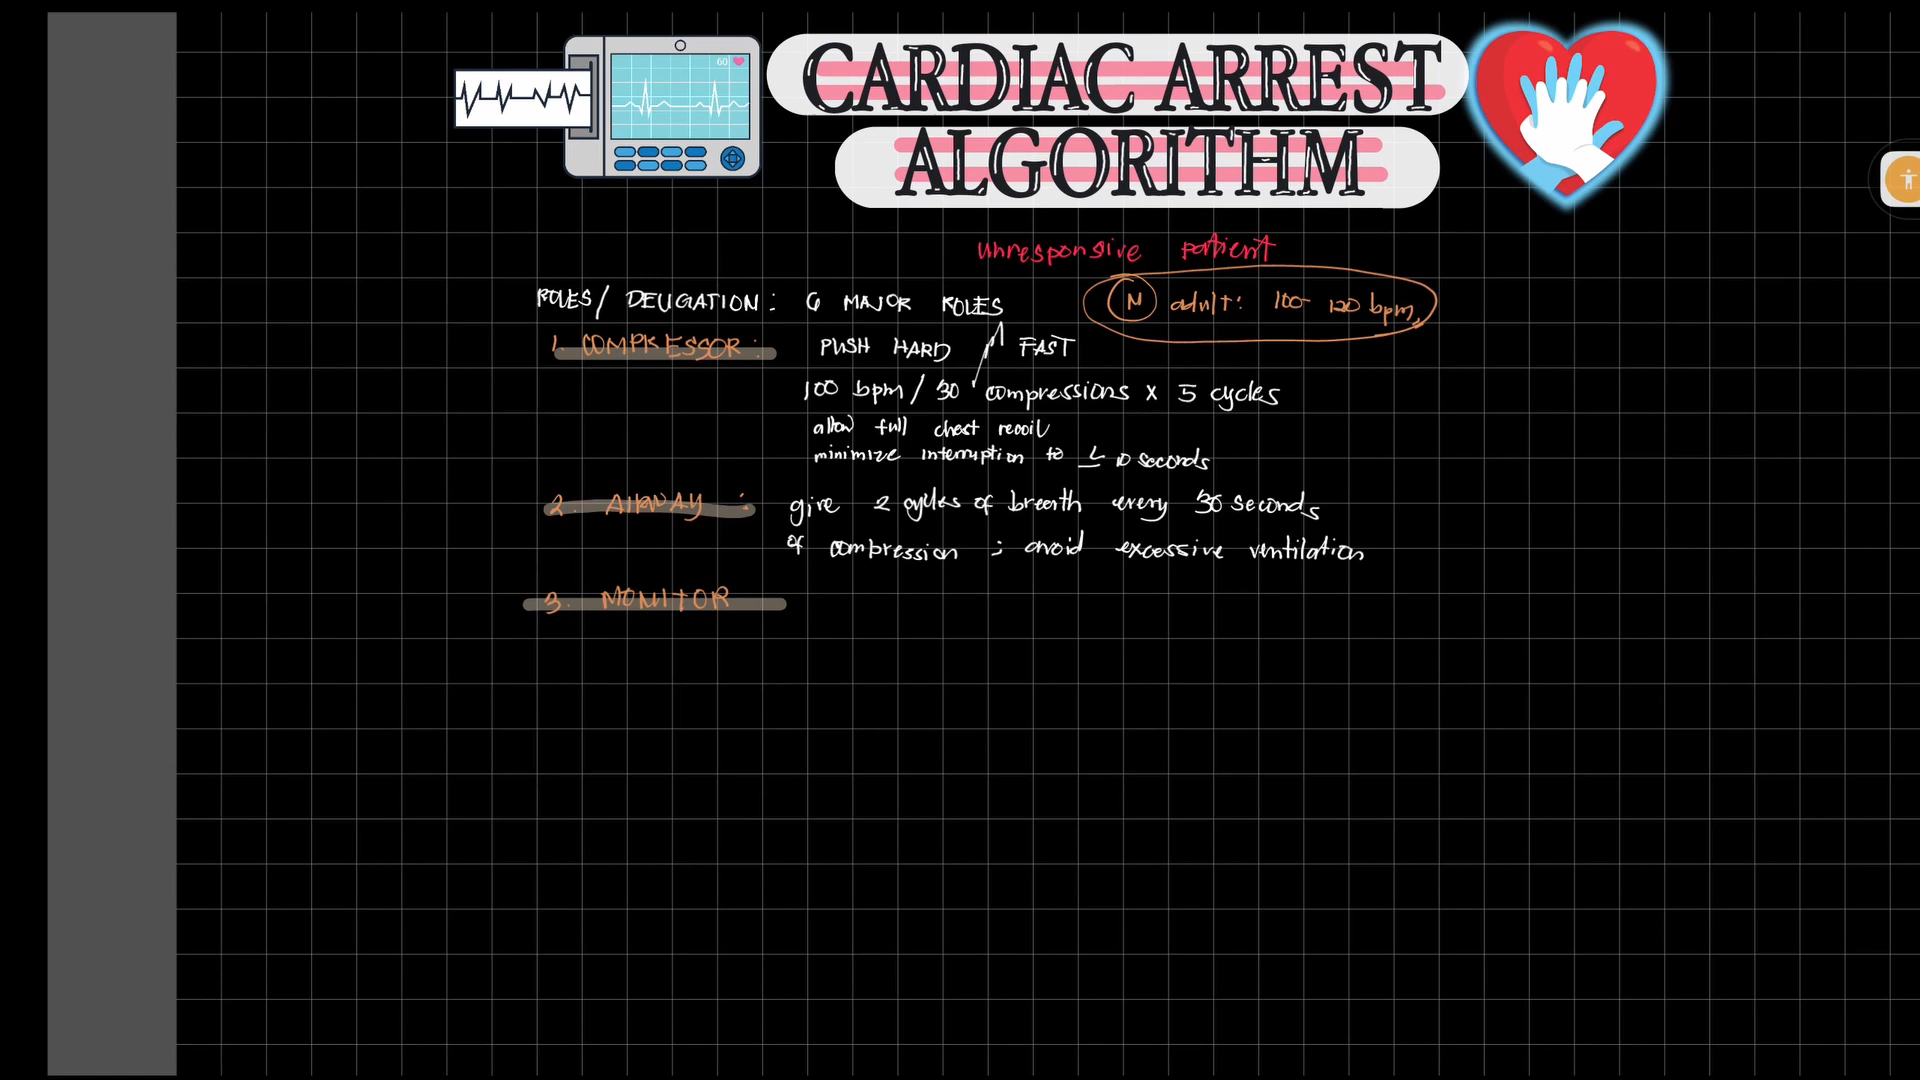 60
CARDIAC ARREST
ALGORITHM
unresponsive patient
ROLES/ DELIGATION: 6 MAJOR ROLES
N adult: 100- 120 bpm
1. COMPRESSOR: PUSH HARD FAST
100 bpm / 30 compressions x 5 cycles
allow full chest recoil
minimize interruption to ≤ 10 seconds
2. AIRWAY: give 2 cycles of breath every 30 seconds
of compression ; avoid excessive ventilation
3. MONITOR